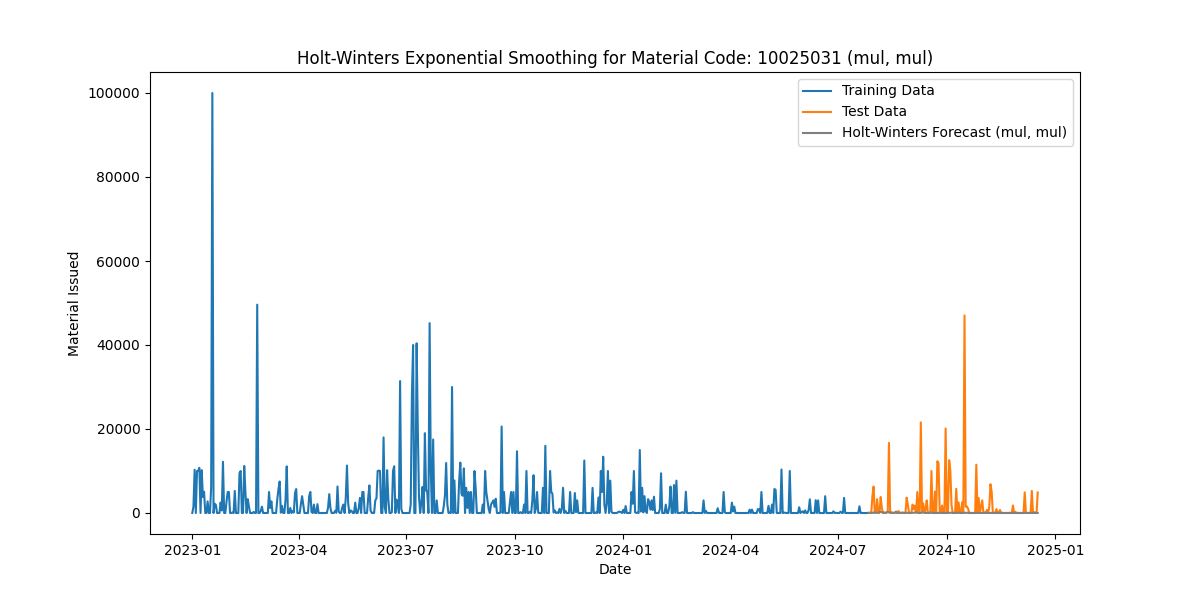 Holt-Winters Exponential Smoothing for Material Code: 10025031 (mul, mul)
Training Data
Test Data
Holt-Winters Forecast (mul, mul)
100000
80000
60000
40000
20000
0
Material Issued
2023-01
2023-04
2023-07
2023-10
2024-01
2024-04
2024-07
2024-10
2025-01
Date